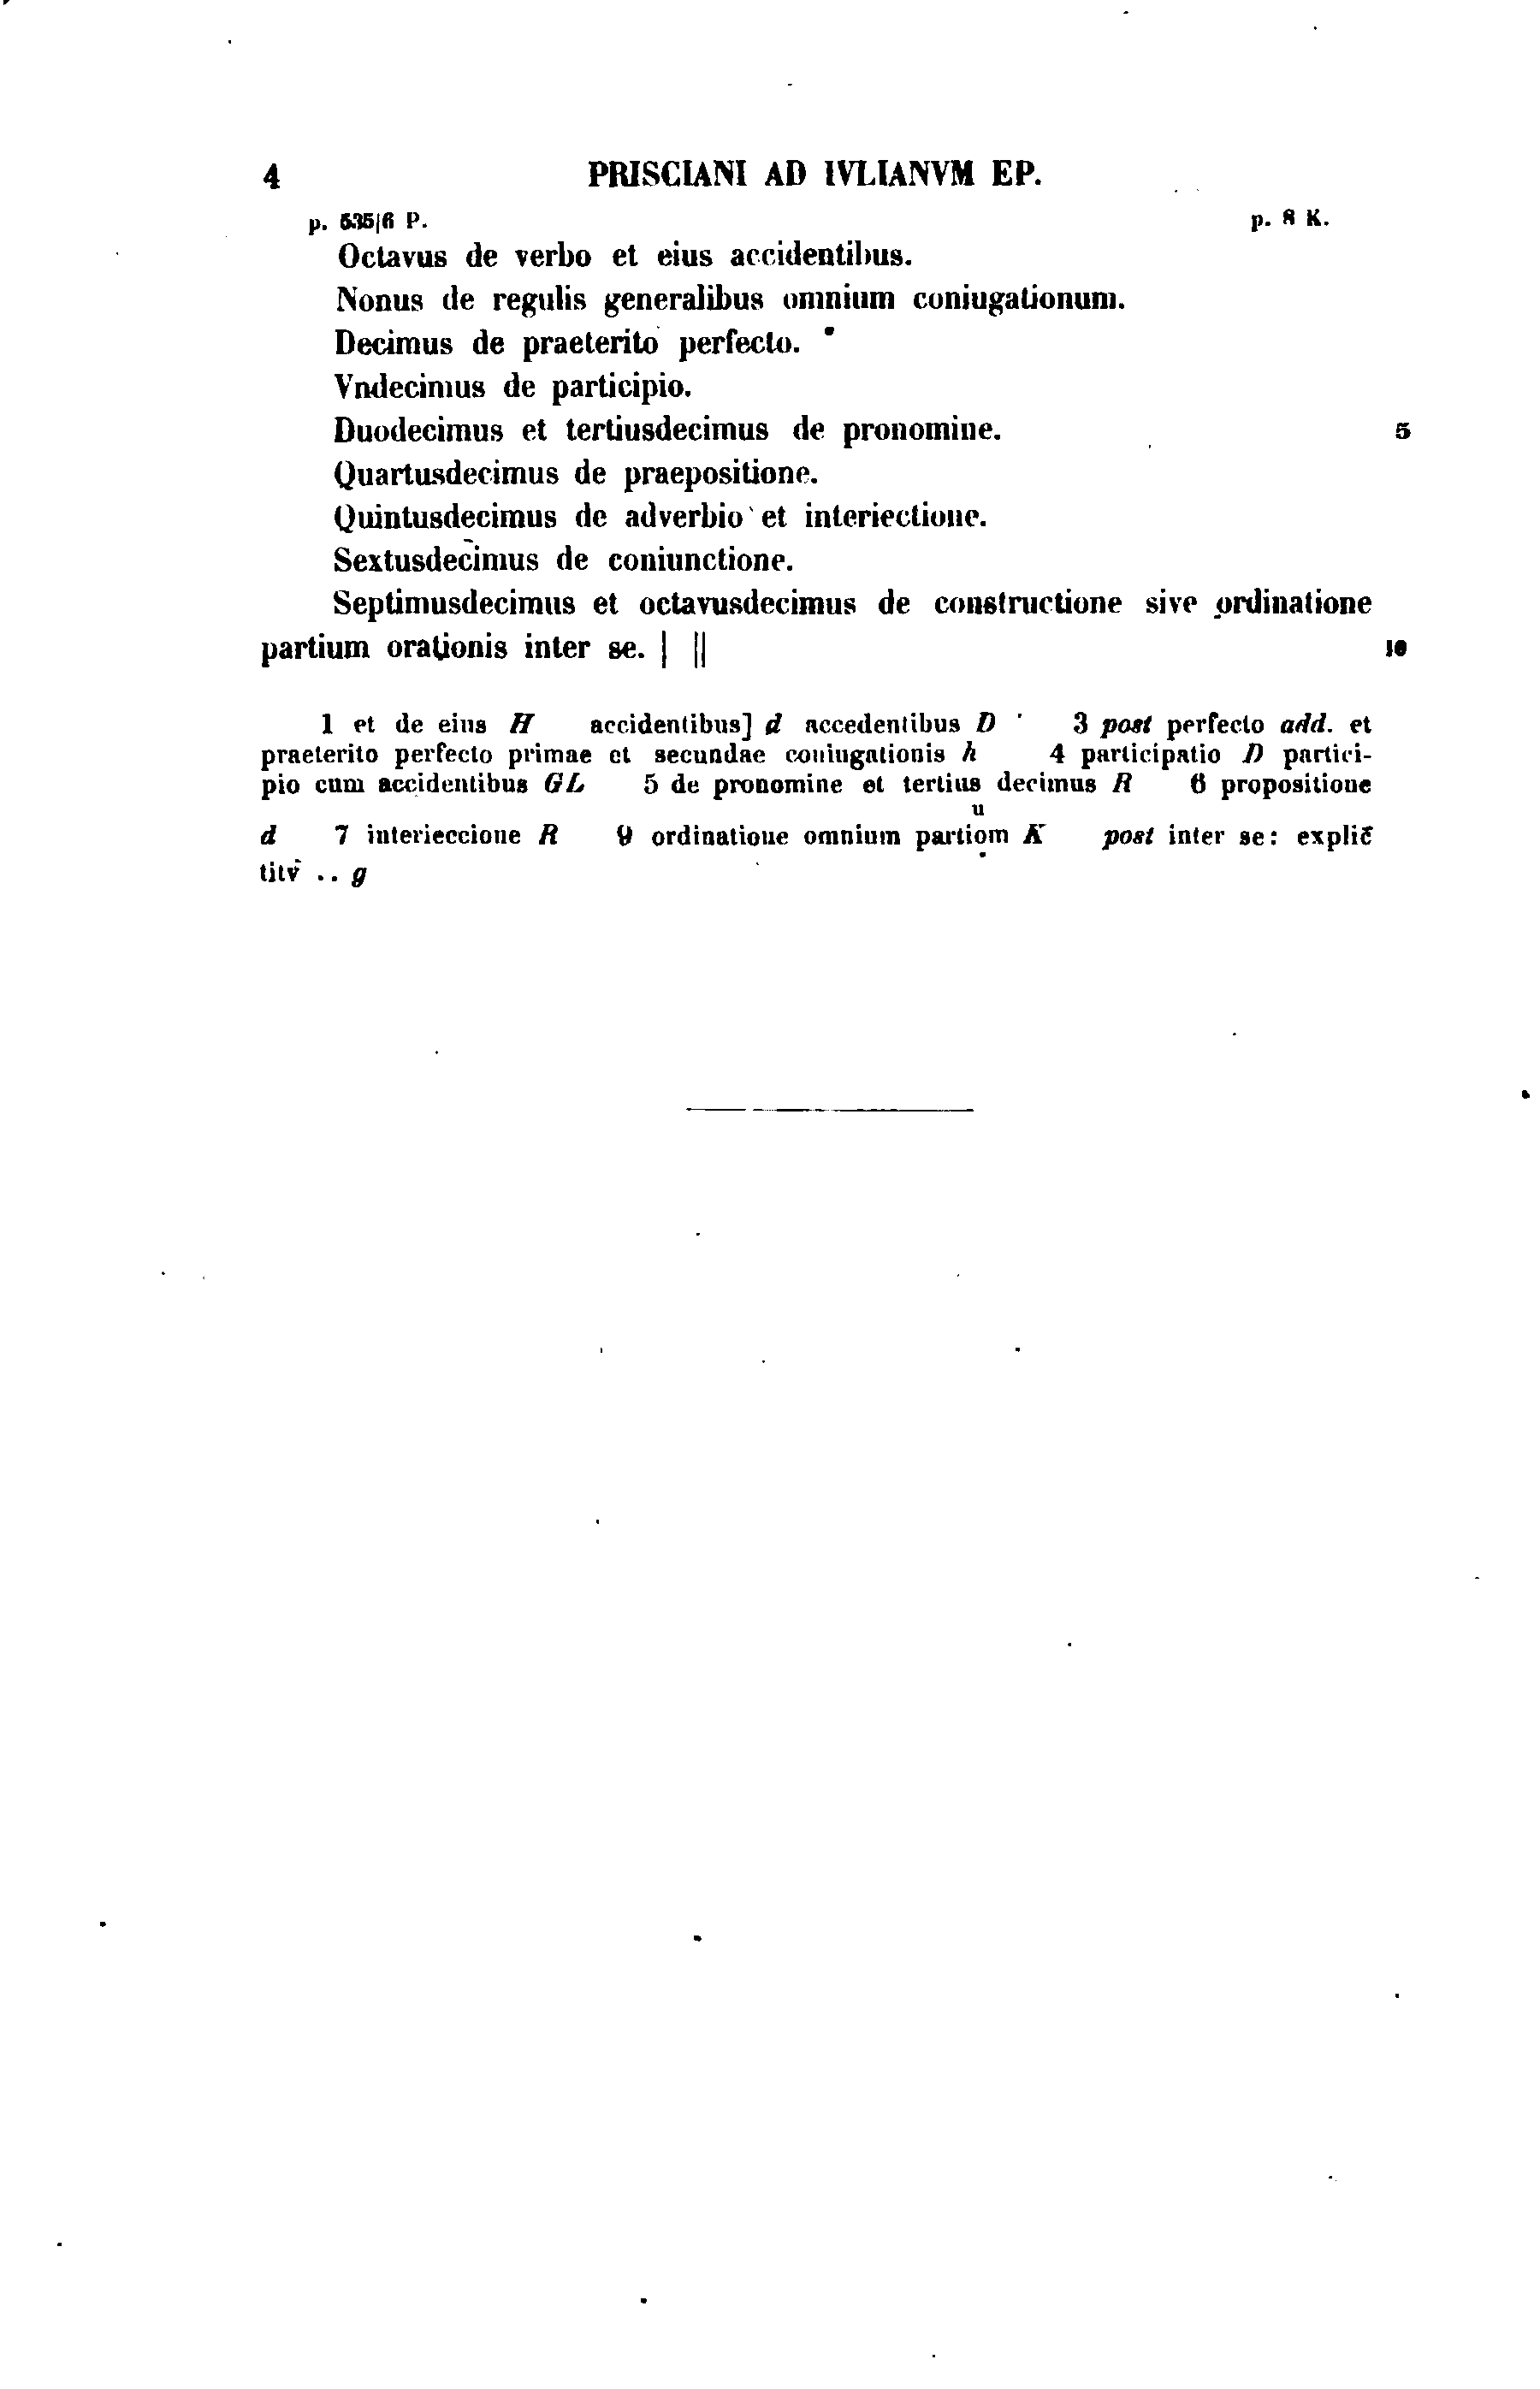 4 PRISCIANI AD IVLIANVM EP.
p. 535|6 P. p. 8 K.
Octavus de verbo et eius accidentibus.
Nonus de regulis generalibus omnium coniugationum.
Decimus de praeterito perfecto.
Vndecimus de participio.
Duodecimus et tertiusdecimus de pronomine. 5
Quartusdecimus de praepositione.
Quintusdecimus de adverbio et interiectione.
Sextusdecimus de coniunctione.
Septimusdecimus et octavusdecimus de constructione sive ordinatione
partium orationis inter se. | || 10
1 et de eius H accidentibus] d accedentibus D 3 post perfecto add. et
praeterito perfecto primae et secundae coniugationis h 4 participatio D partici-
pio cum accidentibus GL 5 de pronomine et tertius decimus R 6 propositione
u
d 7 interieccione R 9 ordinatione omnium partiọm K post inter se: explic̄
titv̄ .. g